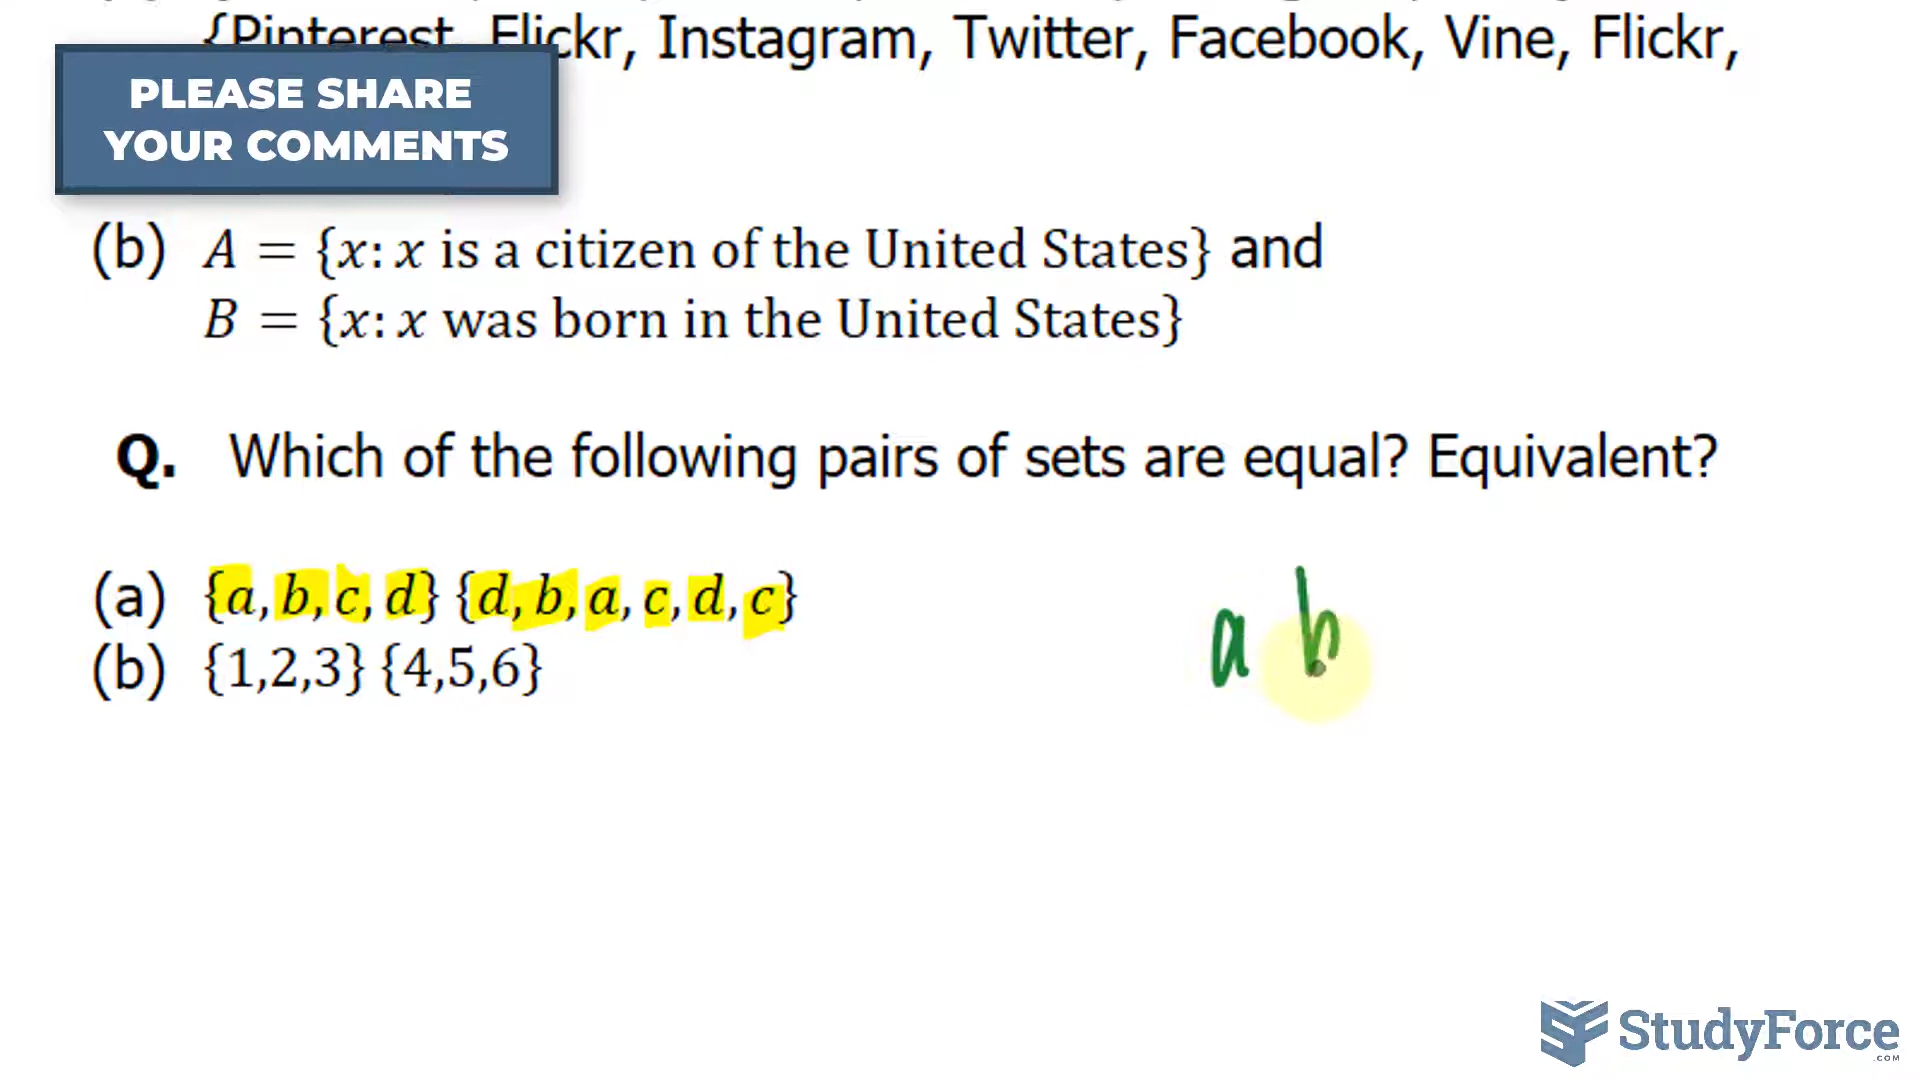 {Pinterest, Flickr, Instagram, Twitter, Facebook, Vine, Flickr,
PLEASE SHARE
YOUR COMMENTS
(b) A = {x: x is a citizen of the United States} and
B = {x: x was born in the United States}
Q. Which of the following pairs of sets are equal? Equivalent?
(a) {a, b, c, d} {d, b, a, c, d, c}
a b
(b) {1,2,3} {4,5,6}
StudyForce
.COM